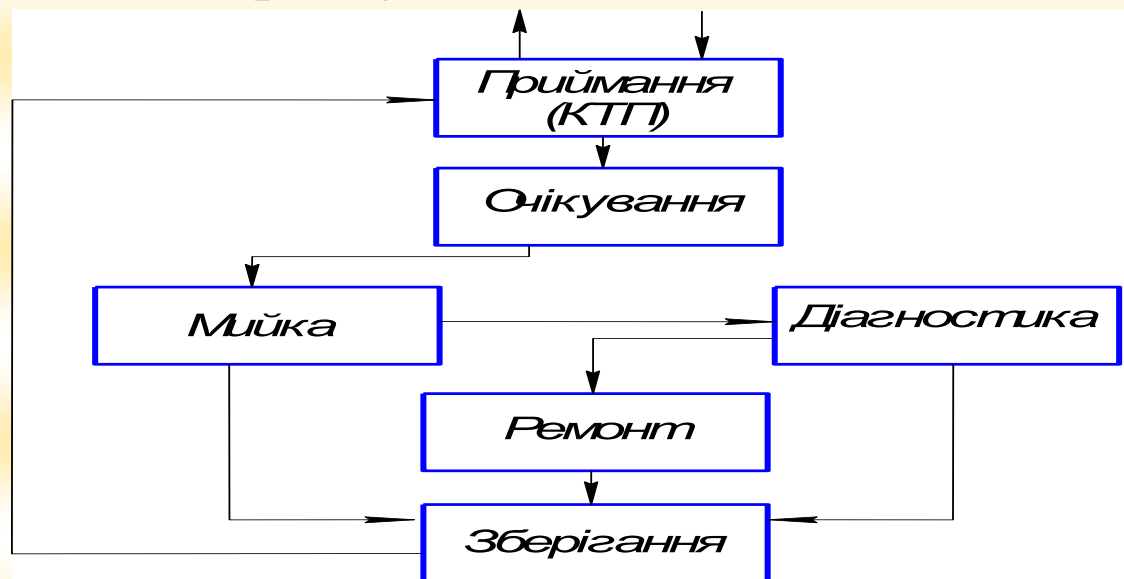 Приймання
(КТП)
Очікування
Мийка
Діагностика
Ремонт
Зберігання